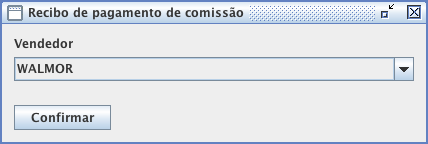 Recibo de pagamento de comissão
Vendedor
WALMOR
Confirmar